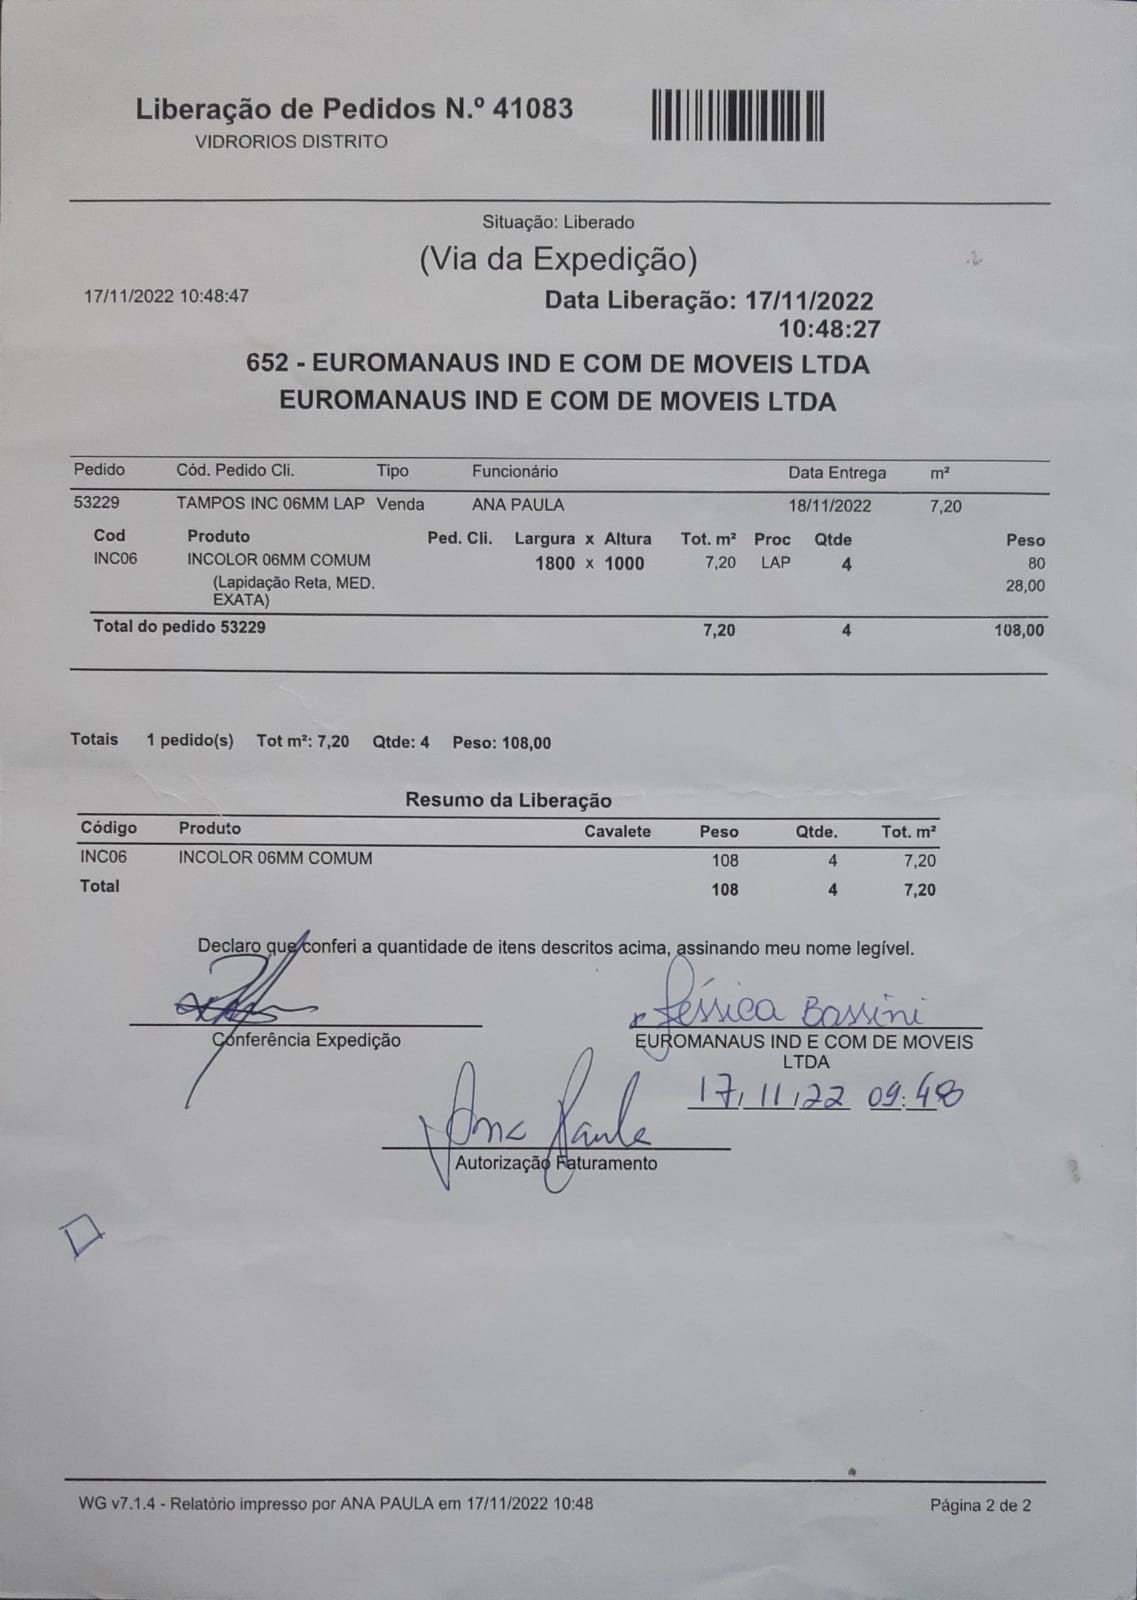 Liberação de Pedidos N.º 41083
VIDRORIOS DISTRITO
Situação: Liberado
(Via da Expedição)
17/11/2022 10:48:47
Data Liberação: 17/11/2022
10:48:27
652 - EUROMANAUS IND E COM DE MOVEIS LTDA
EUROMANAUS IND E COM DE MOVEIS LTDA
Pedido Cód. Pedido Cli. Tipo Funcionário Data Entrega m²
53229 TAMPOS INC 06MM LAP Venda ANA PAULA 18/11/2022 7,20
Cod Produto Ped. Cli. Largura x Altura Tot. m² Proc Qtde Peso
INC06 INCOLOR 06MM COMUM 1800 x 1000 7,20 LAP 4 80
(Lapidação Reta, MED. 28,00
EXATA)
Total do pedido 53229 7,20 4 108,00
Totais 1 pedido(s) Tot m²: 7,20 Qtde: 4 Peso: 108,00
Resumo da Liberação
Código Produto Cavalete Peso Qtde. Tot. m²
INC06 INCOLOR 06MM COMUM 108 4 7,20
Total 108 4 7,20
Declaro que conferi a quantidade de itens descritos acima, assinando meu nome legível.
x Jéssica Bassini
Conferência Expedição
EUROMANAUS IND E COM DE MOVEIS
LTDA
17/11/22 09:48
Ana Paula
Autorização Faturamento
WG v7.1.4 - Relatório impresso por ANA PAULA em 17/11/2022 10:48
Página 2 de 2